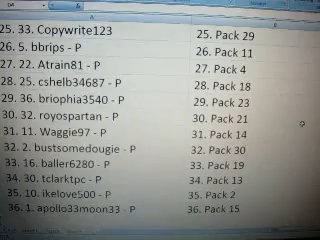 25. 33. Copywrite123 25. Pack 29
26. 5. bbrips - P 26. Pack 11
27. 22. Atrain81 - P 27. Pack 4
28. 25. cshelb34687 - P 28. Pack 18
29. 36. briophia3540 - P 29. Pack 23
30. 32. royospartan - P 30. Pack 21
31. 11. Waggie97 - P 31. Pack 14
32. 2. bustsomedougie - P 32. Pack 30
33. 16. baller6280 - P 33. Pack 19
34. 30. tclarktpc - P 34. Pack 13
35. 10. ikelove500 - P 35. Pack 2
36. 1. apollo33moon33 - P 36. Pack 15